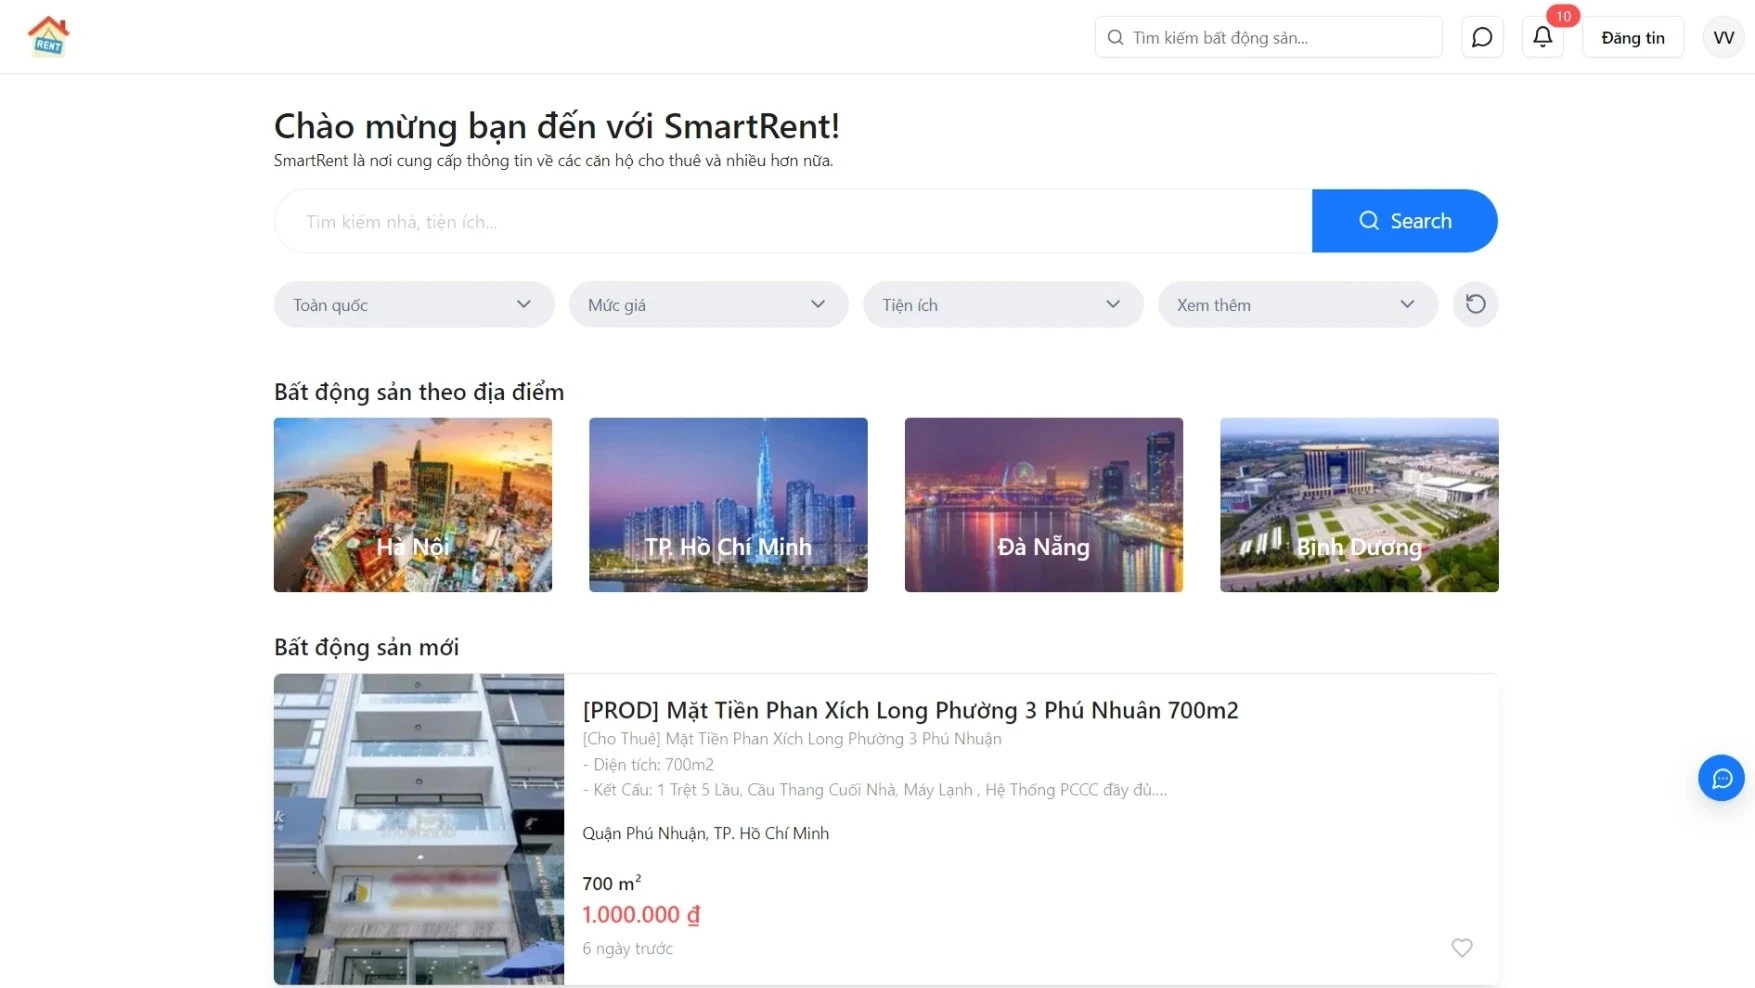 RENT
Tìm kiếm bất động sản...
10
Đăng tin
VV
Chào mừng bạn đến với SmartRent!
SmartRent là nơi cung cấp thông tin về các căn hộ cho thuê và nhiều hơn nữa.
Tìm kiếm nhà, tiện ích...
Search
Toàn quốc
Mức giá
Tiện ích
Xem thêm
Bất động sản theo địa điểm
Hà Nội
TP. Hồ Chí Minh
Đà Nẵng
Bình Dương
Bất động sản mới
[PROD] Mặt Tiền Phan Xích Long Phường 3 Phú Nhuận 700m2
[Cho Thuê] Mặt Tiền Phan Xích Long Phường 3 Phú Nhuận
- Diện tích: 700m2
- Kết Cấu: 1 Trệt 5 Lầu, Cầu Thang Cuối Nhà, Máy Lạnh , Hệ Thống PCCC đầy đủ....
Quận Phú Nhuận, TP. Hồ Chí Minh
700 m²
1.000.000 ₫
6 ngày trước